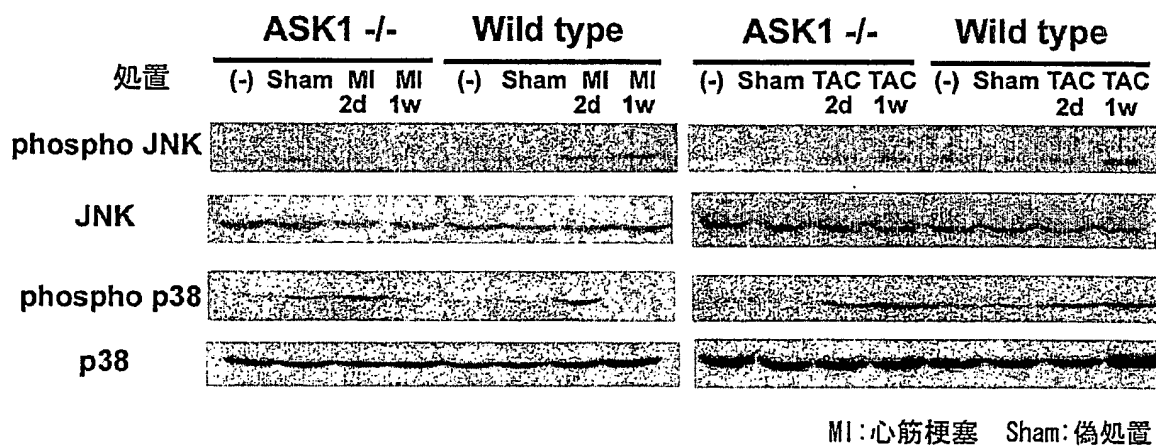 ASK1 -/- Wild type ASK1 -/- Wild type
処置 (-) Sham MI MI (-) Sham MI MI (-) Sham TAC TAC (-) Sham TAC TAC
2d 1w 2d 1w 2d 1w 2d 1w
phospho JNK
JNK
phospho p38
p38
MI:心筋梗塞 Sham:偽処置